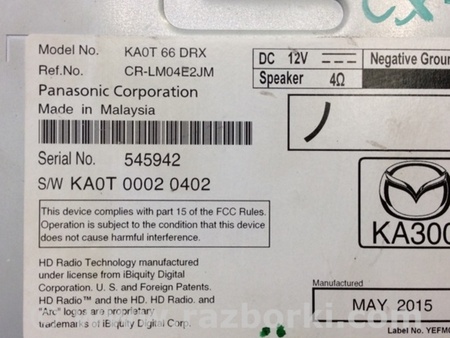 Model No. KA0T 66 DRX
Ref.No. CR-LM04E2JM
Panasonic Corporation
Made in Malaysia
Serial No. 545942
S/W KA0T 0002 0402
This device complies with part 15 of the FCC Rules.
Operation is subject to the condition that this device
does not cause harmful interference.
HD Radio Technology manufactured
under license from iBiquity Digital
Corporation. U. S. and Foreign Patents.
HD Radio™ and the HD. HD Radio. and
"Arc" logos are proprietary
trademarks of iBiquity Digital Corp.
DC 12V Negative Groun
Speaker 4Ω
KA300
Manufactured
MAY 2015
Label No. YEFM
razborki.com